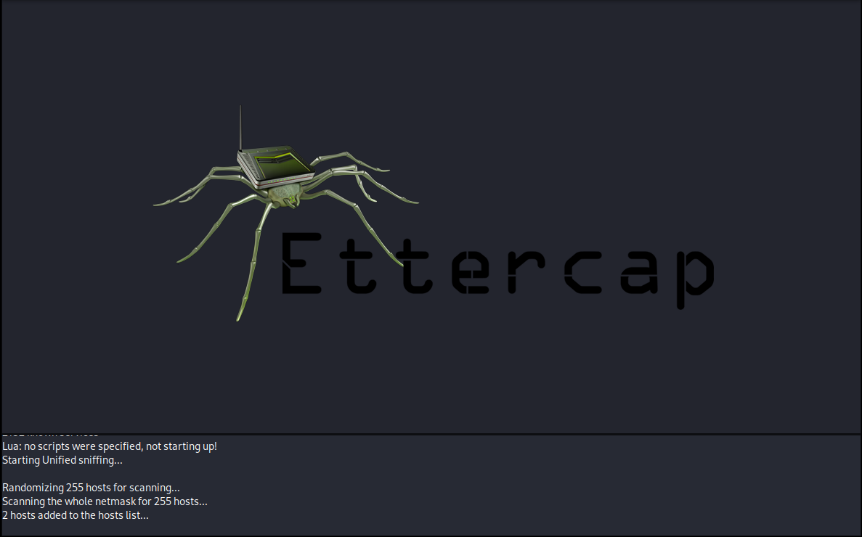 Ettercap
Lua: no scripts were specified, not starting up!
Starting Unified sniffing...
Randomizing 255 hosts for scanning...
Scanning the whole netmask for 255 hosts...
2 hosts added to the hosts list...